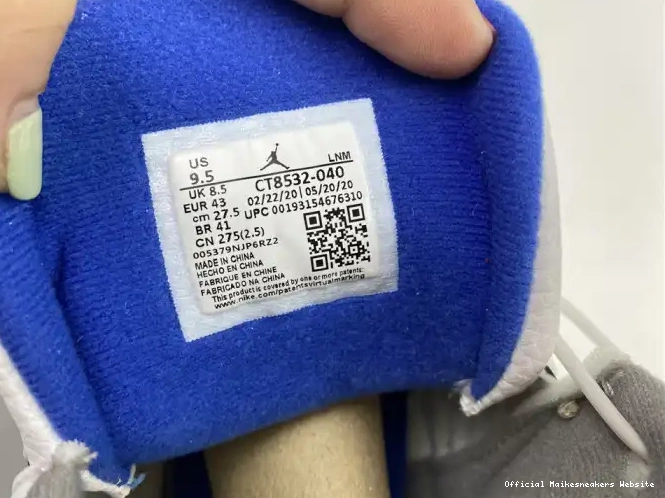 US
9.5
LNM
UK 8.5
CT8532-040
EUR 43
02/22/20 05/20/20
cm 27.5
UPC 00193154676310
BR 41
CN 275(2.5)
005379NJP6RZ2
MADE IN CHINA
HECHO EN CHINA
FABRIQUE EN CHINE
FABRICADO NA CHINA
This product is covered by one or more patents:
www.nike.com/patentsvirtualmarking
Official Maikesneakers Website